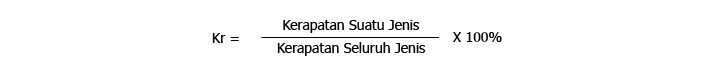 Kerapatan Suatu Jenis
Kr = X 100%
Kerapatan Seluruh Jenis